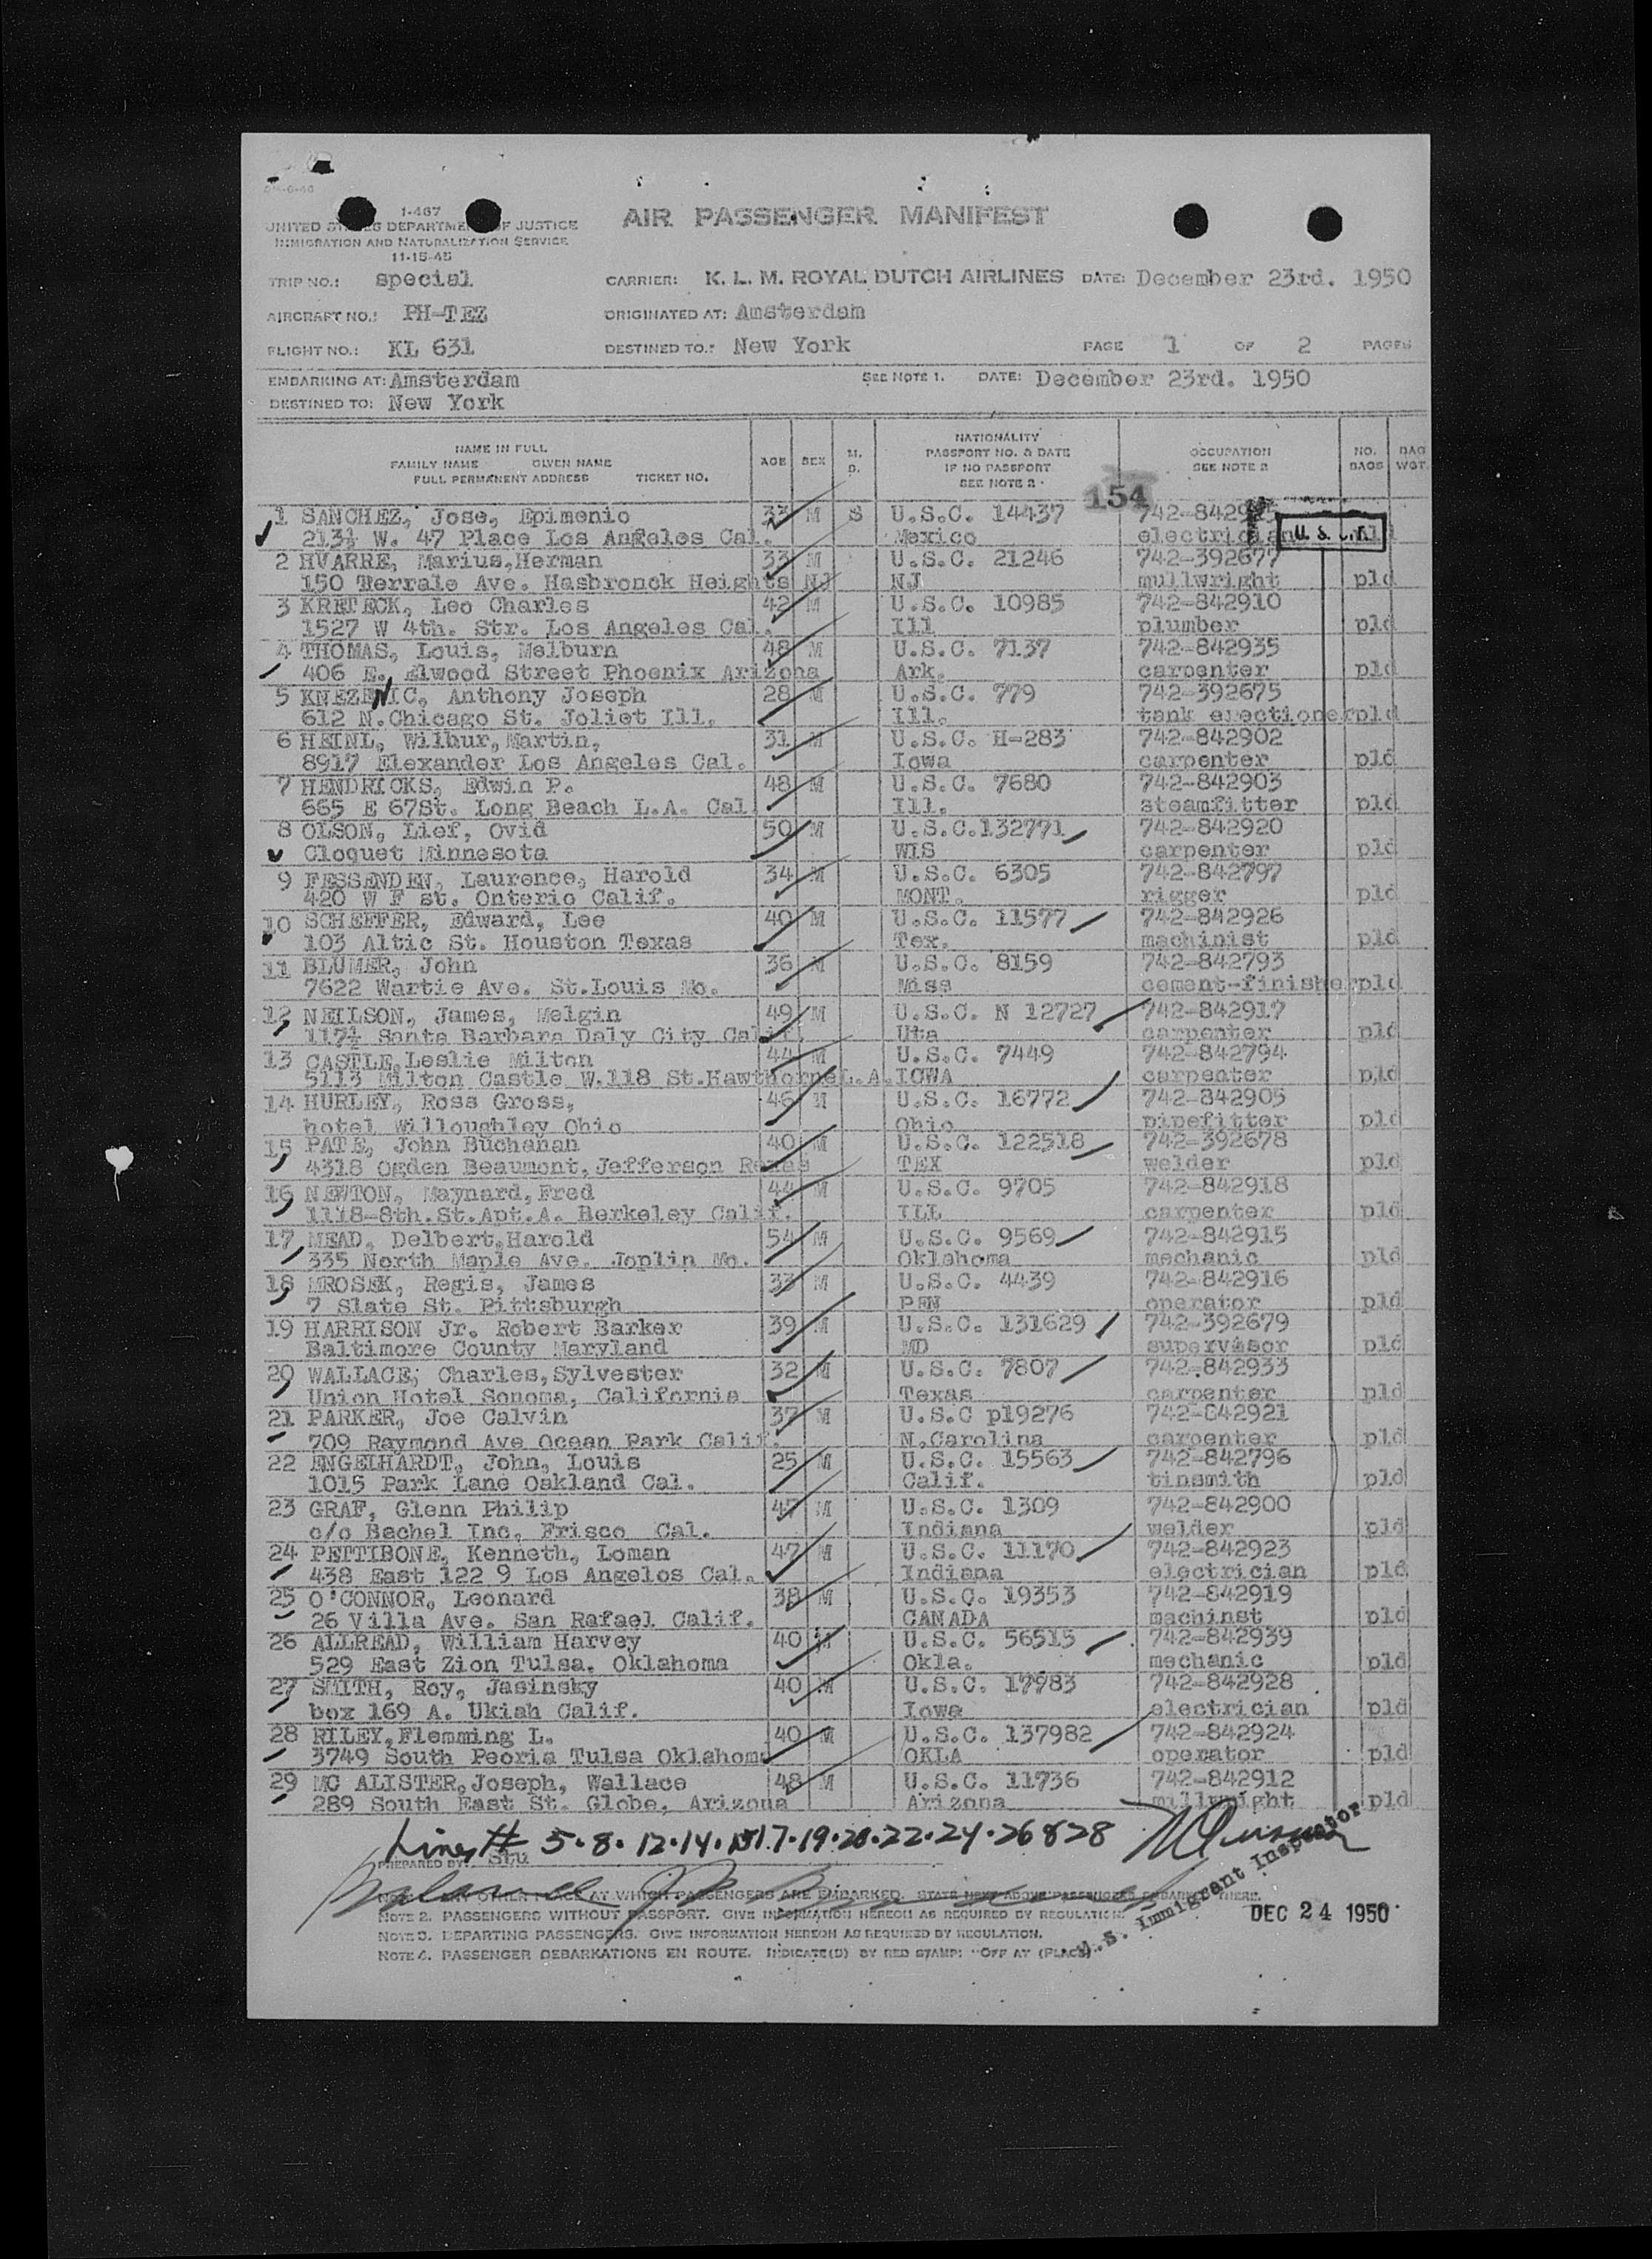 1-467
UNITED STATES DEPARTMENT OF JUSTICE
IMMIGRATION AND NATURALIZATION SERVICE
11-15-45
AIR PASSENGER MANIFEST
TRIP NO.: special CARRIER: K. L. M. ROYAL DUTCH AIRLINES DATE: December 23rd. 1950
AIRCRAFT NO.: PH-TEZ ORIGINATED AT: Amsterdam
FLIGHT NO.: KL 631 DESTINED TO.: New York PAGE 1 OF 2 PAGES
EMBARKING AT: Amsterdam SEE NOTE 1. DATE: December 23rd. 1950
DESTINED TO: New York
NAME IN FULL
FAMILY NAME GIVEN NAME
FULL PERMANENT ADDRESS TICKET NO.
AGE SEX
NATIONALITY
PASSPORT NO. & DATE
IF NO PASSPORT
SEE NOTE 2
OCCUPATION
SEE NOTE 2
NO. BAGS
BAG WGT.
154
1 SANCHEZ, Jose, Epimenio 33 M S U.S.C. 14437
213½ W. 47 Place Los Angeles Cal. Mexico electrician
2 HVARRE, Marius,Herman 33 M U.S.C. 21246 742-392677
150 Terrale Ave. Hasbronck Heights NJ NJ mullwright pld
3 KRETECK, Leo Charles 42 M U.S.C. 10985 742-842910
1527 W 4th. Str. Los Angeles Cal. Ill plumber pld
4 THOMAS, Louis, Melburn 48 M U.S.C. 7137 742-842935
406 E. Elwood Street Phoenix Arizona Ark. carpenter pld
5 KNEZEVIC, Anthony Joseph 28 M U.S.C. 779 742-392675
612 N.Chicago St. Joliet Ill. Ill. tank erectioner pld
6 HEINL, Wilbur,Martin, 31 M U.S.C. H-283 742-842902
8917 Elexander Los Angeles Cal. Iowa carpenter pld
7 HENDRICKS, Edwin P. 48 M U.S.C. 7680 742-842903
665 E 67St. Long Beach L.A. Cal Ill. steamfitter pld
8 OLSON, Lief, Ovid 50 M U.S.C.132771 742-842920
Cloquet Minnesota WIS carpenter pld
9 FESSENDEN, Laurence, Harold 34 M U.S.C. 6305 742-842797
420 W F st. Onterio Calif. MONT. rigger pld
10 SCHEFFER, Edward, Lee 40 M U.S.C. 11577 742-842926
103 Altic St. Houston Texas Tex. machinist pld
11 BLUMER, John 36 M U.S.C. 8159 742-842793
7622 Wartie Ave. St.Louis Mo. Miss cement-finisher pld
12 NEILSON, James, Melgin 49 M U.S.C. N 12727 742-842917
117½ Santa Barbara Daly City Calif. Uta carpenter pld
13 CASTLE,Leslie Milton 44 M U.S.C. 7449 742-842794
5113 Milton Castle W.118 St.Hawthorne L.A. IOWA carpenter pld
14 HURLEY, Ross Gross, 46 M U.S.C. 16772 742-842905
hotel Willoughley Ohio Ohio pipefitter pld
15 PATE, John Buchanan 40 M U.S.C. 122518 742-392678
4318 Ogden Beaumont,Jefferson Rexas TEX welder pld
16 NEWTON, Maynard,Fred 44 M U.S.C. 9705 742-842918
1118-8th.St.Apt.A. Berkeley Calif. ILL carpenter pld
17 MEAD, Delbert,Harold 54 M U.S.C. 9569 742-842915
335 North Maple Ave. Joplin Mo. Oklahoma mechanic pld
18 MROSEK, Regis, James 33 M U.S.C. 4439 742-842916
7 Slate St. Pittsburgh PEN operator pld
19 HARRISON Jr. Robert Barker 39 M U.S.C. 131629 742-392679
Baltimore County Maryland MD supervisor pld
20 WALLACE, Charles,Sylvester 32 M U.S.C. 7807 742-842933
Union Hotel Sonoma, California Texas carpenter pld
21 PARKER, Joe Calvin 37 M U.S.C p19276 742-842921
709 Raymond Ave Ocean Park Calif. N.Carolina carpenter pld
22 ENGELHARDT, John, Louis 25 M U.S.C. 15563 742-842796
1015 Park Lane Oakland Cal. Calif. tinsmith pld
23 GRAF, Glenn Philip 47 M U.S.C. 1309 742-842900
c/o Bechel Inc. Frisco Cal. Indiana welder pld
24 PETTIBONE, Kenneth, Loman 47 M U.S.C. 11170 742-842923
438 East 122 9 Los Angelos Cal. Indiana electrician pld
25 O'CONNOR, Leonard 38 M U.S.C. 19353 742-842919
26 Villa Ave. San Rafael Calif. CANADA machinst pld
26 ALLREAD, William Harvey 40 M U.S.C. 56515 742-842939
529 East Zion Tulsa. Oklahoma Okla. mechanic pld
27 SMITH, Roy, Jasinsky 40 M U.S.C. 17983 742-842928
box 169 A. Ukiah Calif. Iowa electrician pld
28 RILEY,Flemming L. 40 M U.S.C. 137982 742-842924
3749 South Peoria Tulsa Oklahoma OKLA operator pld
29 MC ALISTER,Joseph, Wallace 48 M U.S.C. 11736 742-842912
289 South East St. Globe, Arizona Arizona millwright pld
Lines # 5.8.12.14. 17.19.20.22.24.26 & 28
PREPARED BY: Stu
U.S. Immigrant Inspector
AT WHICH PASSENGERS ARE EMBARKED.
NOTE 2. PASSENGERS WITHOUT PASSPORT. GIVE INFORMATION HEREON AS REQUIRED BY REGULATION.
DEC 24 1950
NOTE 3. DEPARTING PASSENGERS. GIVE INFORMATION HEREON AS REQUIRED BY REGULATION.
NOTE 4. PASSENGER DEBARKATIONS EN ROUTE. INDICATE(D) BY RED STAMP: "OFF AT (PLACE)